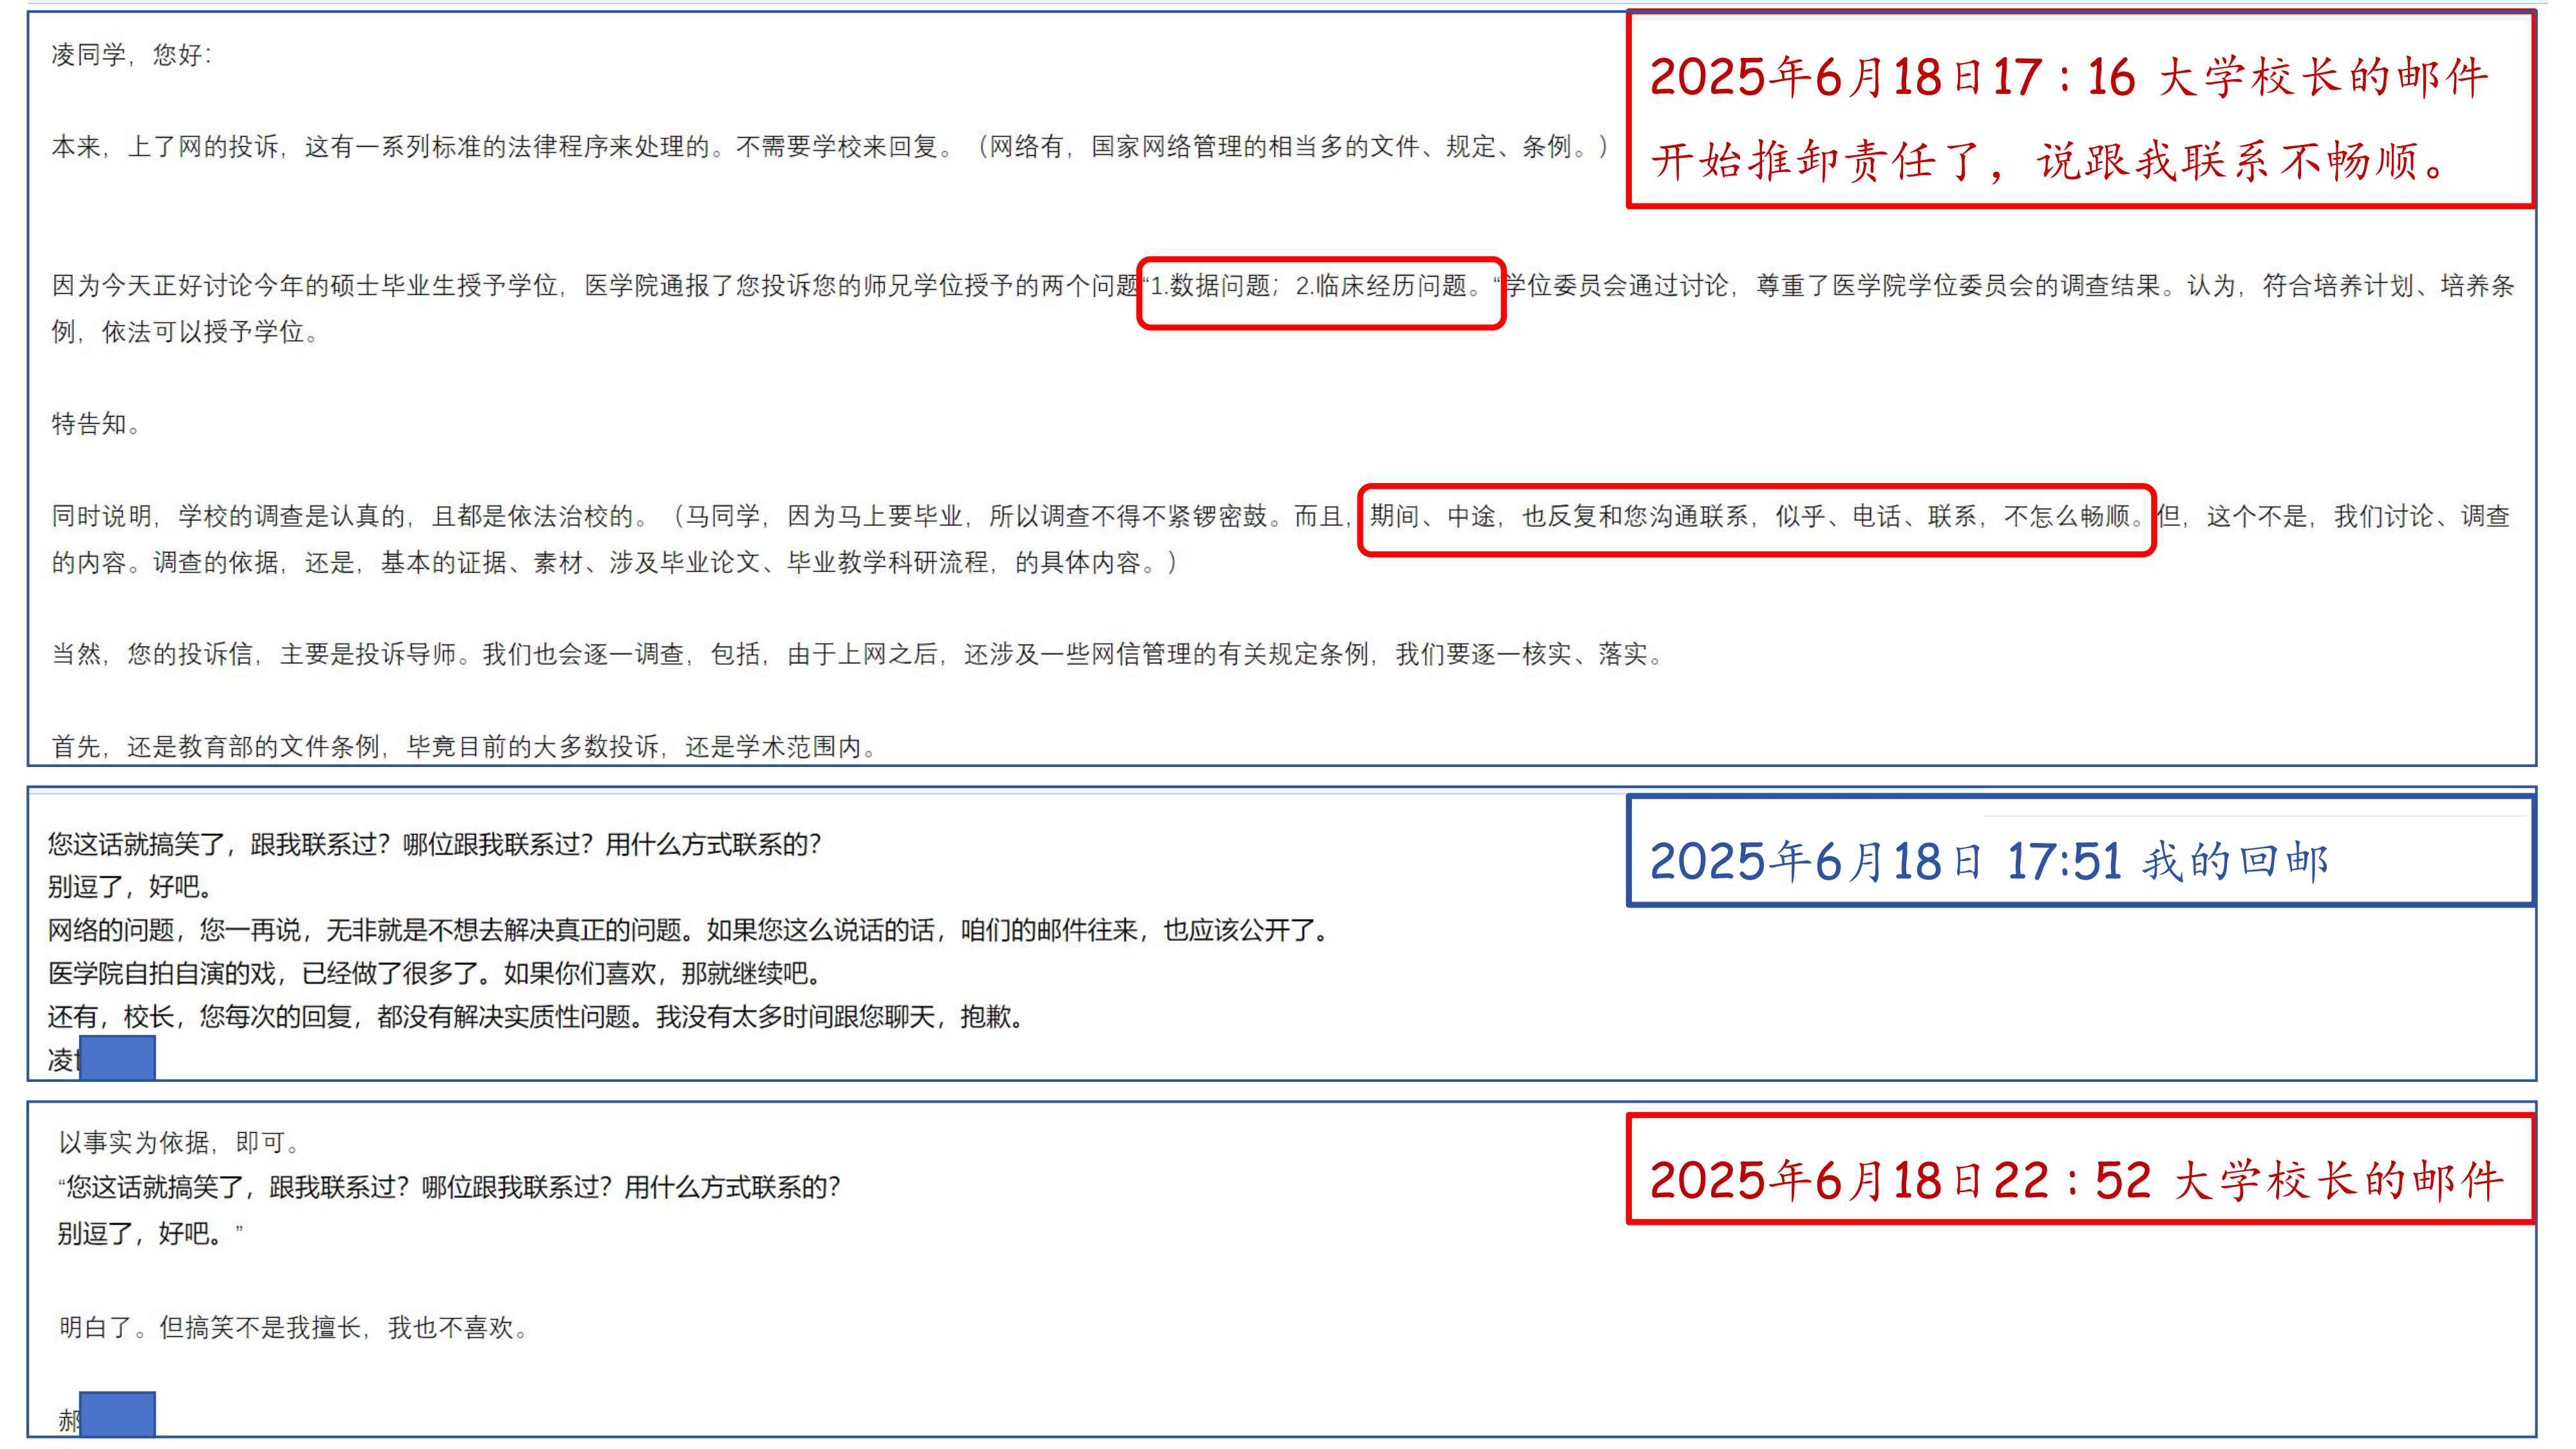 凌同学，您好：
2025年6月18日17：16 大学校长的邮件
开始推卸责任了，说跟我联系不畅顺。
本来，上了网的投诉，这有一系列标准的法律程序来处理的。不需要学校来回复。（网络有，国家网络管理的相当多的文件、规定、条例。）
因为今天正好讨论今年的硕士毕业生授予学位，医学院通报了您投诉您的师兄学位授予的两个问题“1.数据问题；2.临床经历问题。“学位委员会通过讨论，尊重了医学院学位委员会的调查结果。认为，符合培养计划、培养条
例，依法可以授予学位。
特告知。
同时说明，学校的调查是认真的，且都是依法治校的。（马同学，因为马上要毕业，所以调查不得不紧锣密鼓。而且，期间、中途，也反复和您沟通联系，似乎、电话、联系，不怎么畅顺。但，这个不是，我们讨论、调查
的内容。调查的依据，还是，基本的证据、素材、涉及毕业论文、毕业教学科研流程，的具体内容。）
当然，您的投诉信，主要是投诉导师。我们也会逐一调查，包括，由于上网之后，还涉及一些网信管理的有关规定条例，我们要逐一核实、落实。
首先，还是教育部的文件条例，毕竟目前的大多数投诉，还是学术范围内。
2025年6月18日 17:51 我的回邮
您这话就搞笑了，跟我联系过？哪位跟我联系过？用什么方式联系的？
别逗了，好吧。
网络的问题，您一再说，无非就是不想去解决真正的问题。如果您这么说话的话，咱们的邮件往来，也应该公开了。
医学院自拍自演的戏，已经做了很多了。如果你们喜欢，那就继续吧。
还有，校长，您每次的回复，都没有解决实质性问题。我没有太多时间跟您聊天，抱歉。
凌
2025年6月18日22：52 大学校长的邮件
以事实为依据，即可。
“您这话就搞笑了，跟我联系过？哪位跟我联系过？用什么方式联系的？
别逗了，好吧。”
明白了。但搞笑不是我擅长，我也不喜欢。
郝